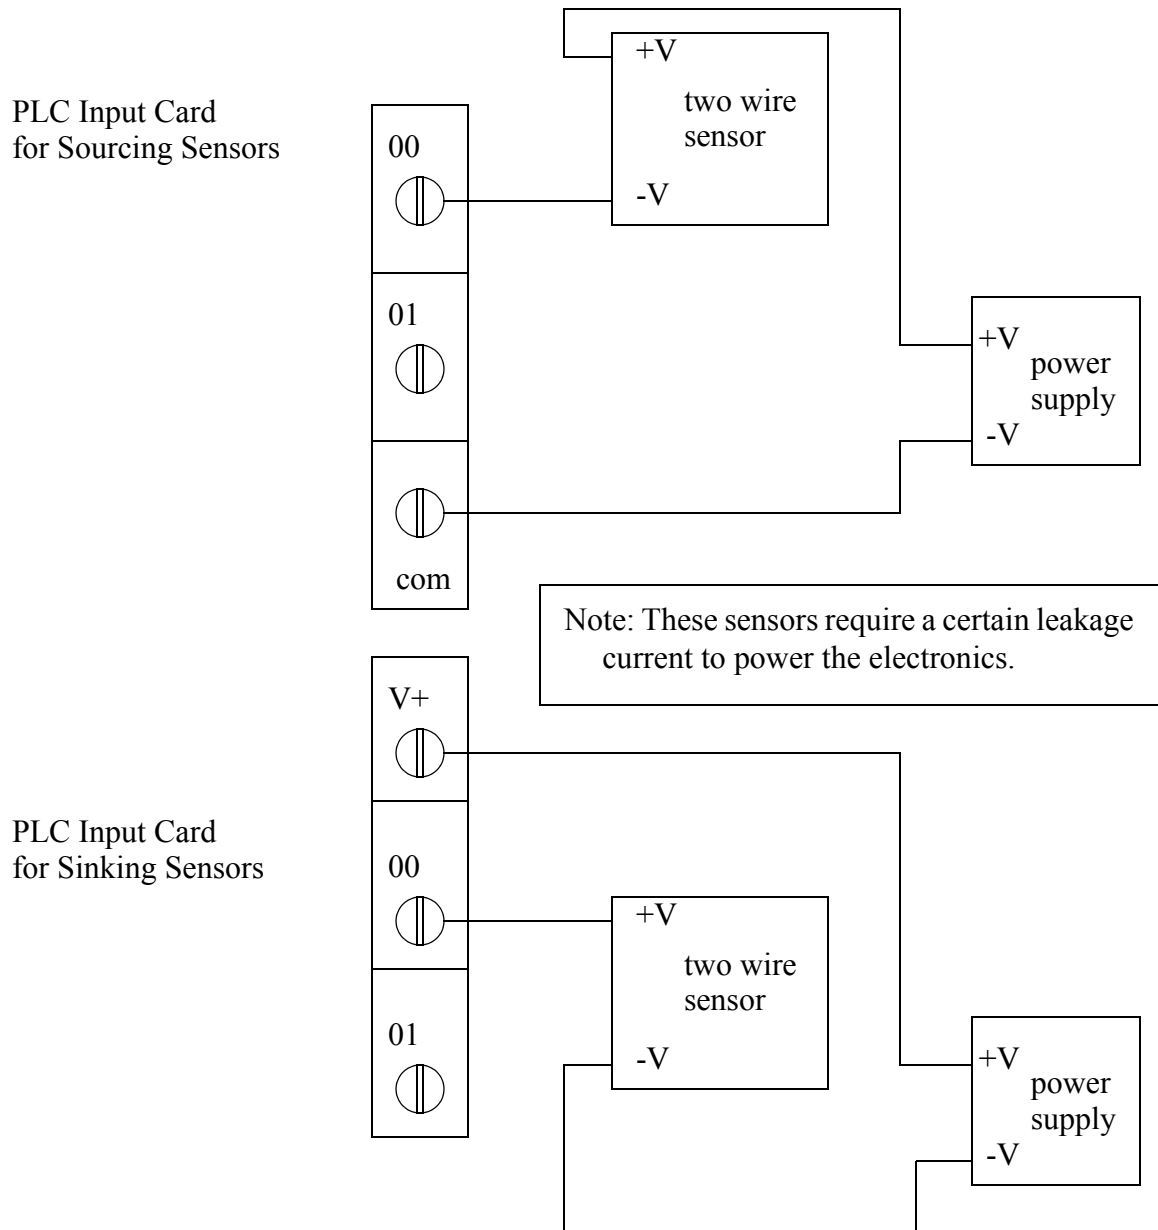 +V
two wire
sensor
-V
PLC Input Card
for Sourcing Sensors
00
01
com
+V
power
supply
-V
Note: These sensors require a certain leakage
current to power the electronics.
V+
PLC Input Card
for Sinking Sensors
00
01
+V
two wire
sensor
-V
+V
power
supply
-V